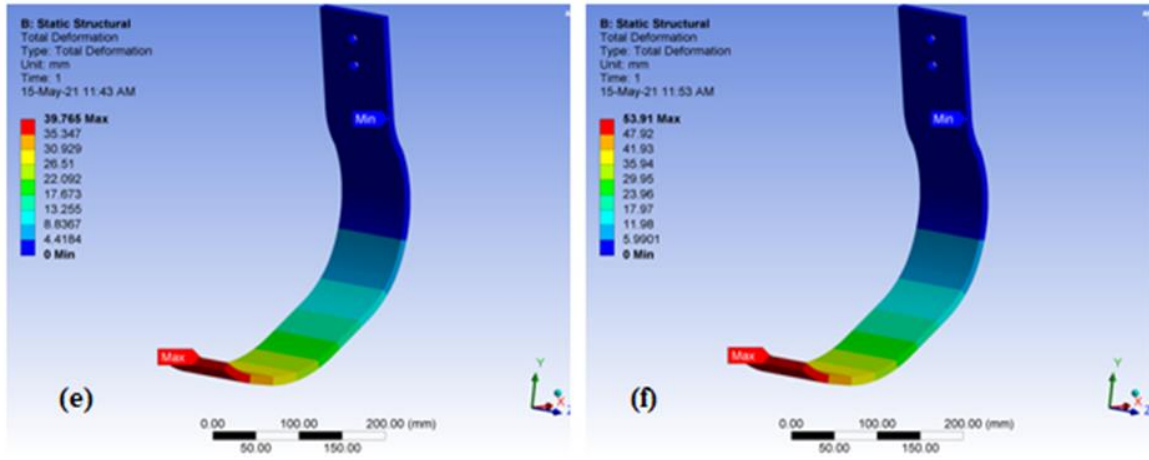 B: Static Structural
Total Deformation
Type: Total Deformation
Unit: mm
Time: 1
15-May-21 11:43 AM
39.765 Max
35.347
30.929
26.51
22.092
17.673
13.255
8.8367
4.4184
0 Min
Min
Max
(e)
Y
X
Z
0.00 100.00 200.00 (mm)
50.00 150.00
B: Static Structural
Total Deformation
Type: Total Deformation
Unit: mm
Time: 1
15-May-21 11:53 AM
53.91 Max
47.92
41.93
35.94
29.95
23.96
17.97
11.98
5.9901
0 Min
Min
Max
(f)
Y
X
Z
0.00 100.00 200.00 (mm)
50.00 150.00